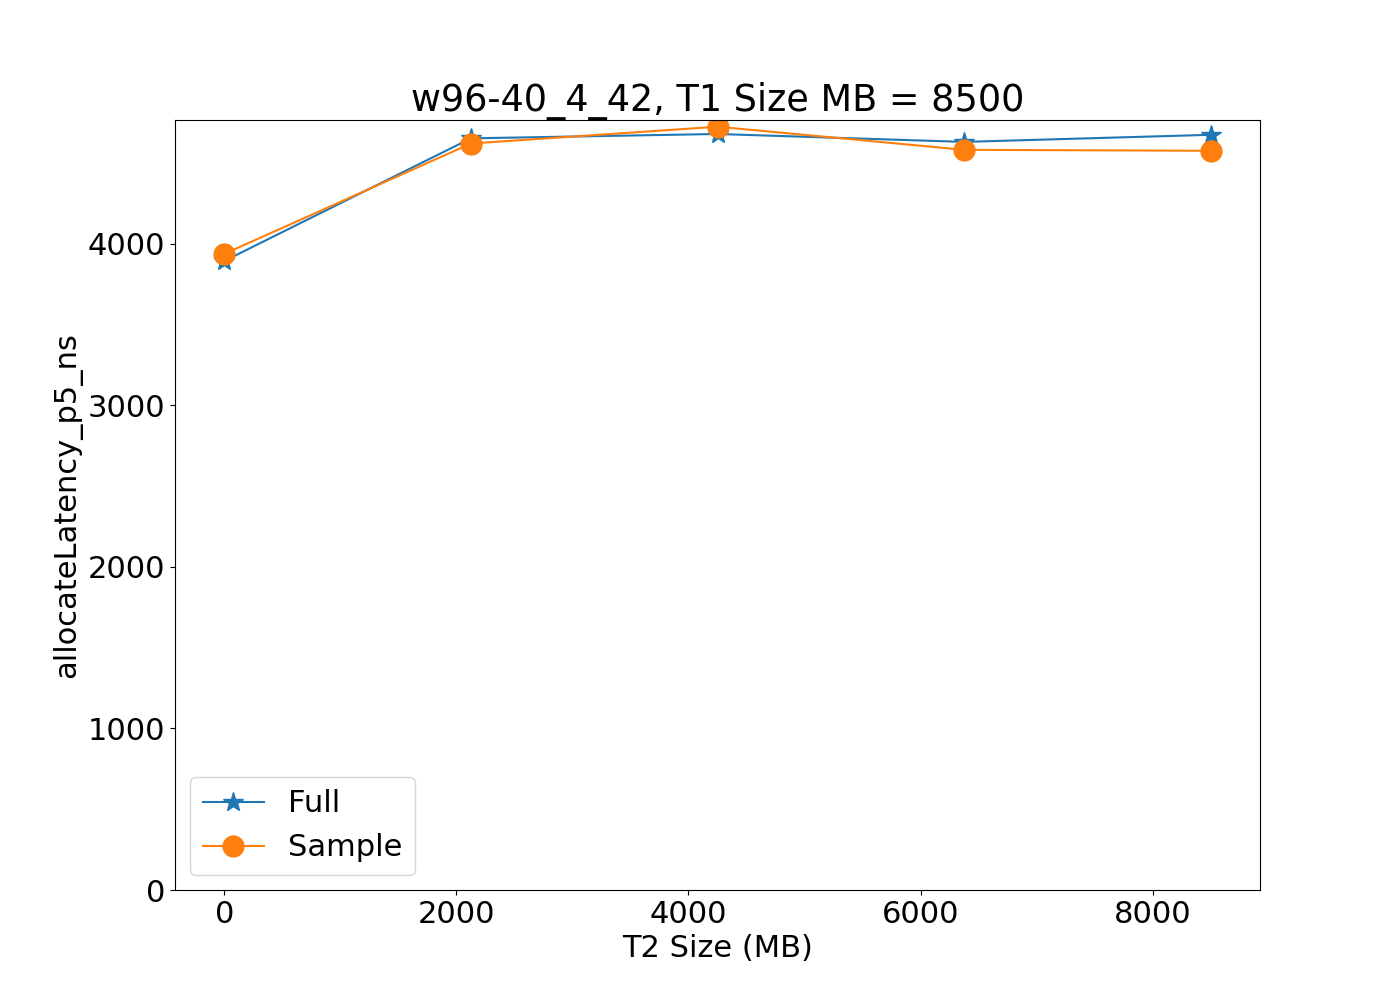 w96-40_4_42, T1 Size MB = 8500
allocateLatency_p5_ns
4000
3000
2000
1000
0
Full
Sample
0 2000 4000 6000 8000
T2 Size (MB)